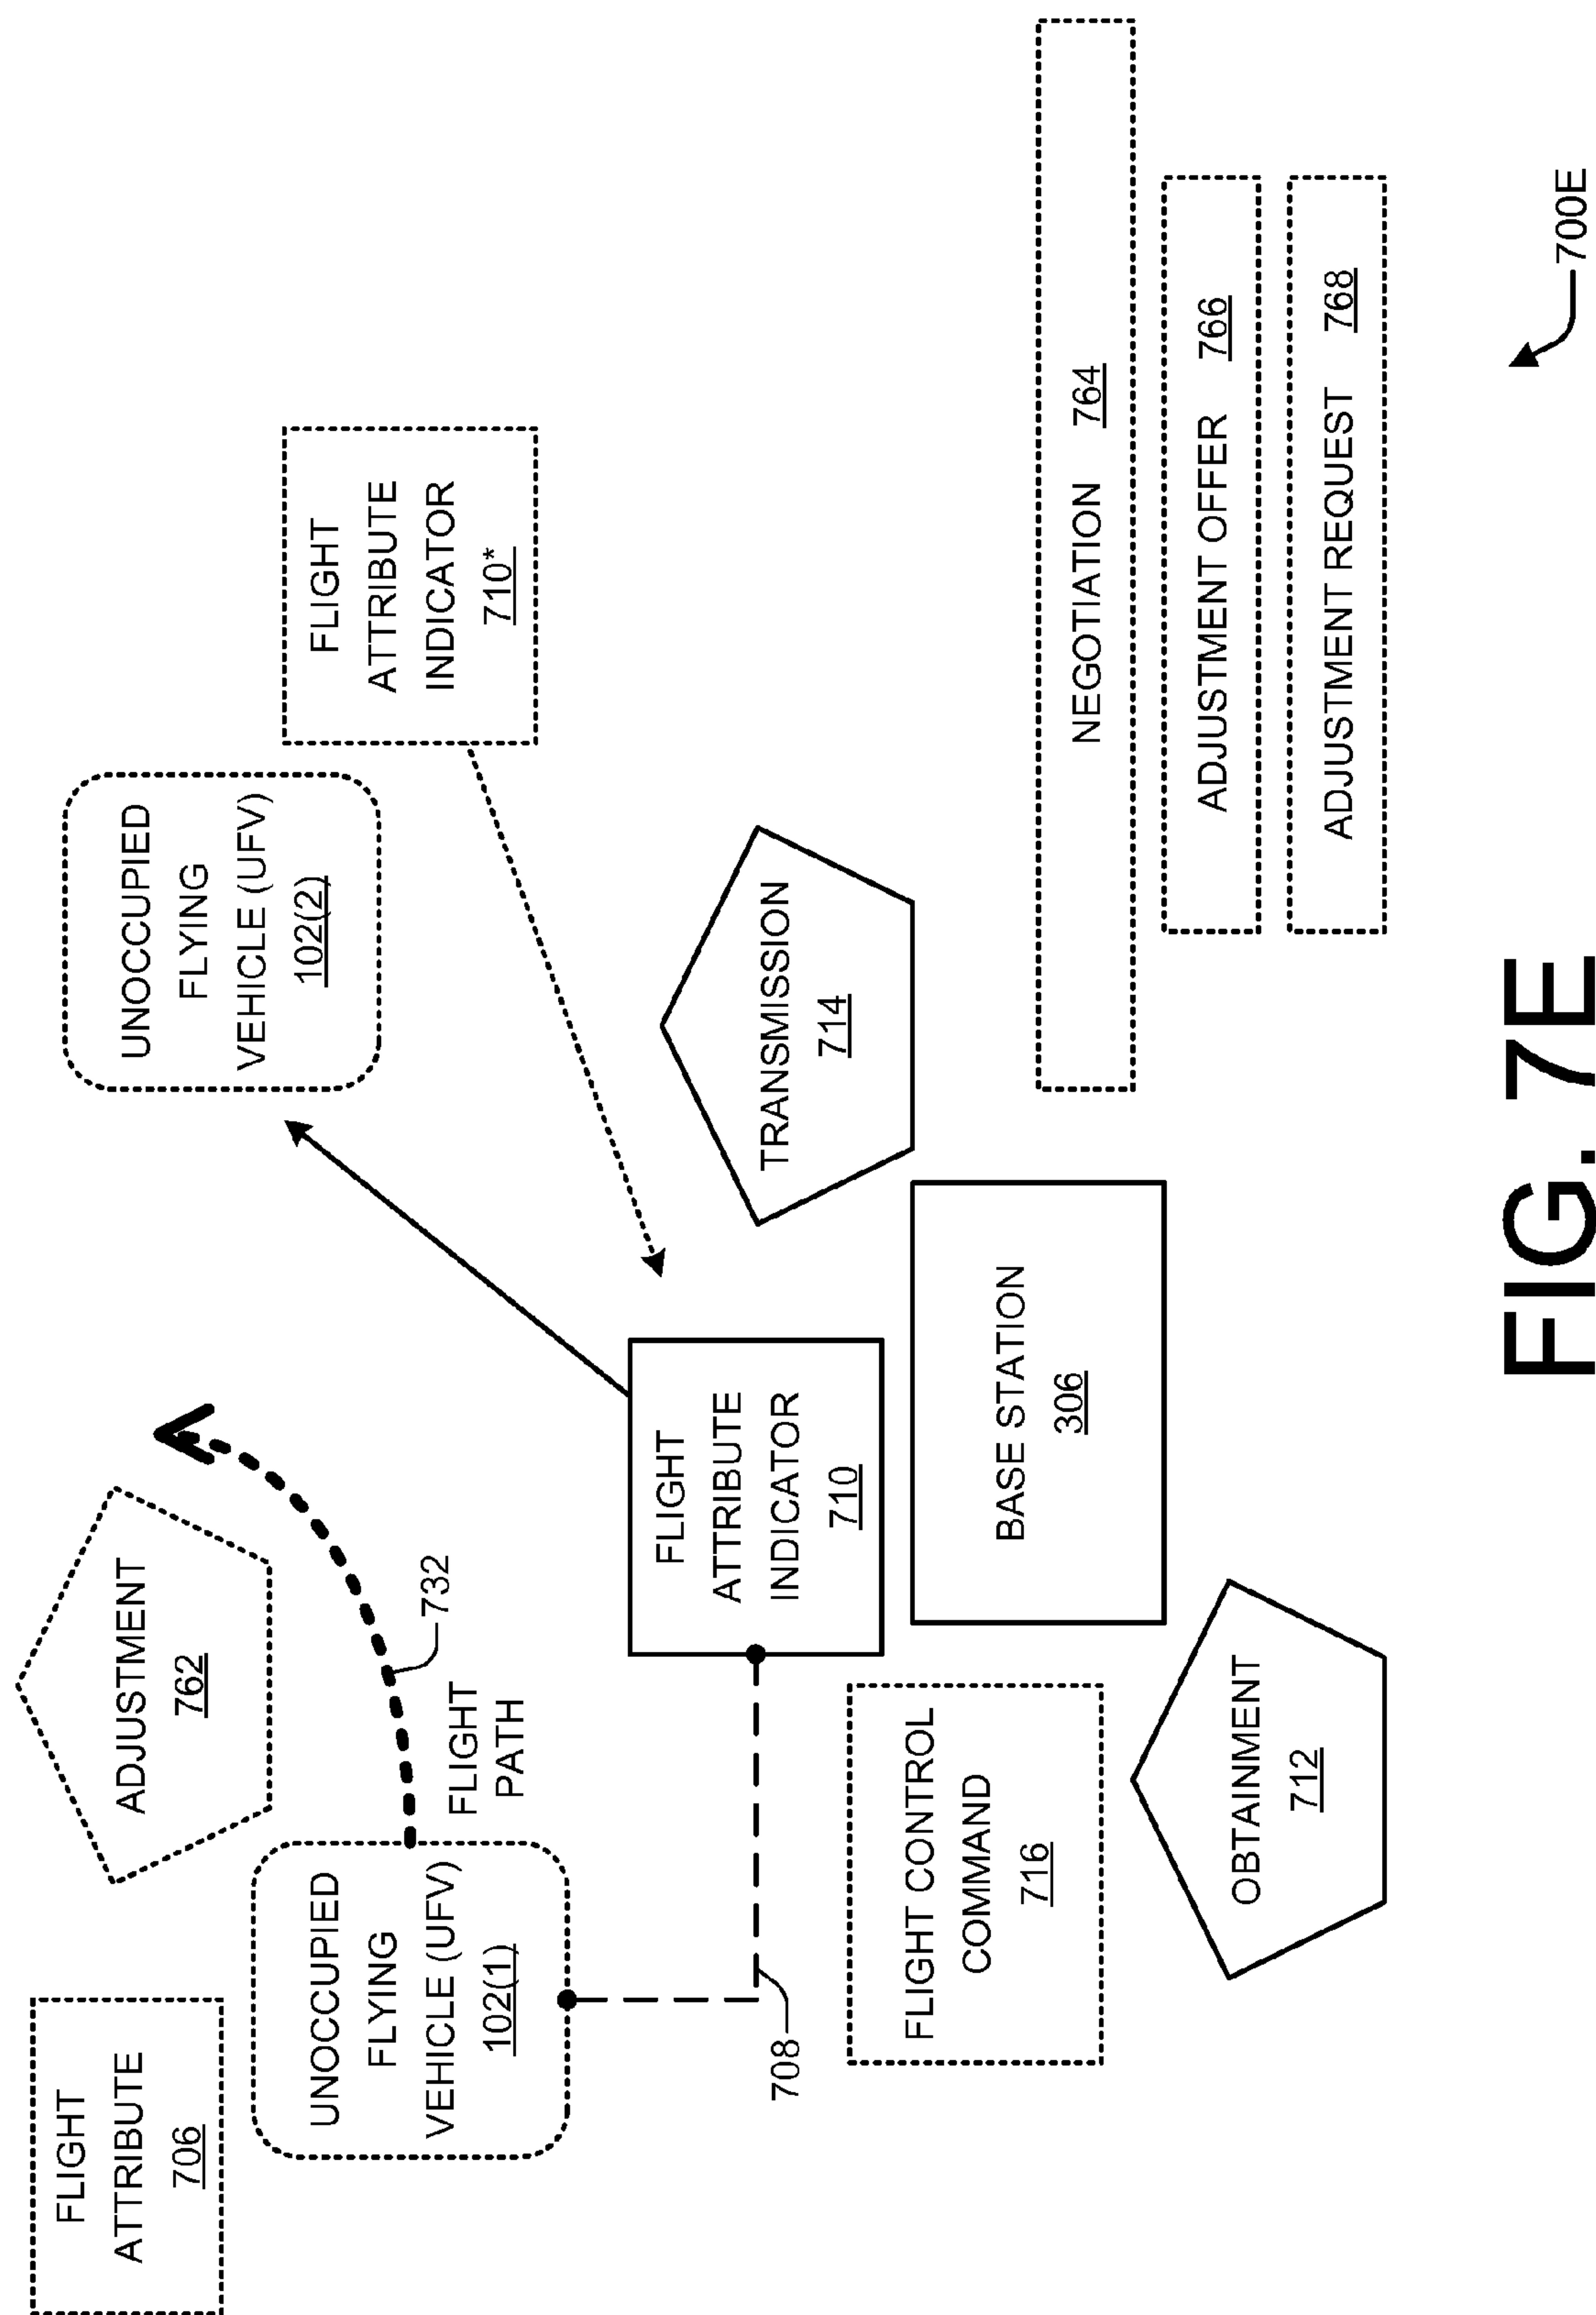 FLIGHT
ATTRIBUTE
706
ADJUSTMENT
762
UNOCCUPIED
FLYING
VEHICLE (UFV)
102(1)
FLIGHT
PATH
732
UNOCCUPIED
FLYING
VEHICLE (UFV)
102(2)
FLIGHT
ATTRIBUTE
INDICATOR
710*
708
FLIGHT
ATTRIBUTE
INDICATOR
710
TRANSMISSION
714
FLIGHT CONTROL
COMMAND
716
BASE STATION
306
OBTAINMENT
712
NEGOTIATION 764
ADJUSTMENT OFFER 766
ADJUSTMENT REQUEST 768
700E
FIG. 7E